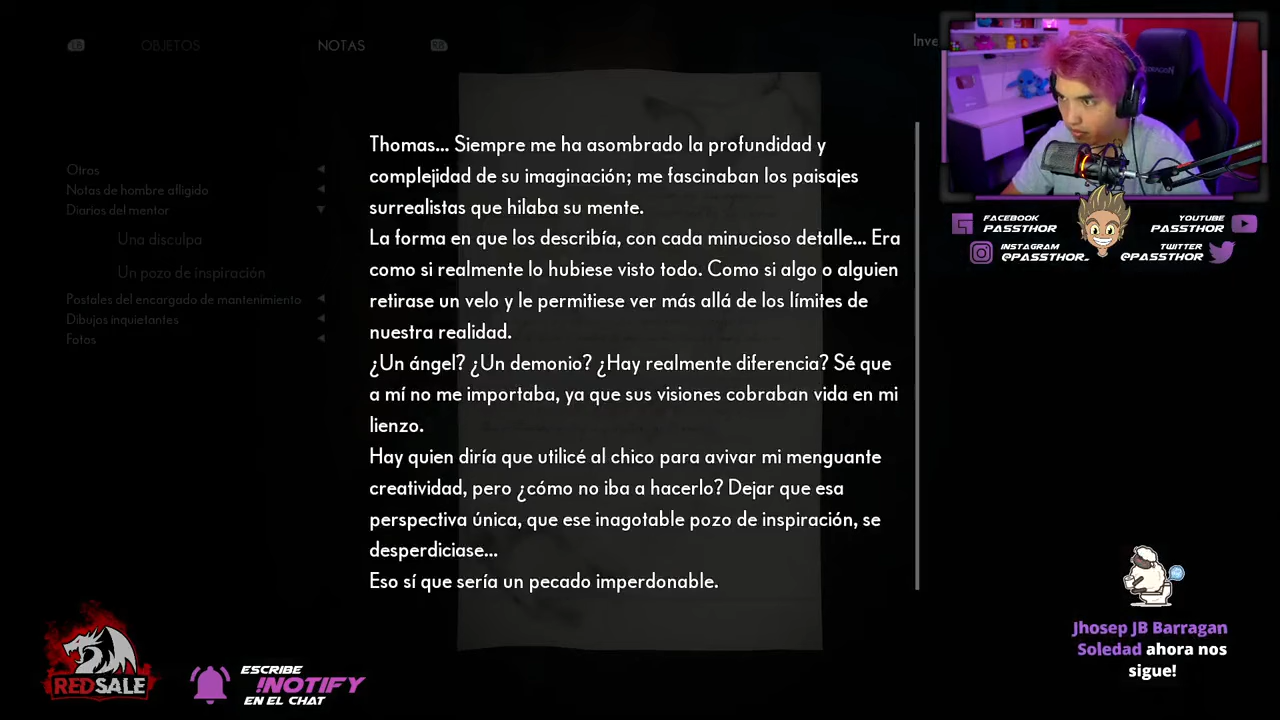 OBJETOS
NOTAS
Inve
Otros
Notas de hombre afligido
Diarios del mentor
Una disculpa
Un pozo de inspiración
Postales del encargado de mantenimiento
Dibujos inquietantes
Fotos
Thomas... Siempre me ha asombrado la profundidad y
complejidad de su imaginación; me fascinaban los paisajes
surrealistas que hilaba su mente.
La forma en que los describía, con cada minucioso detalle... Era
como si realmente lo hubiese visto todo. Como si algo o alguien
retirase un velo y le permitiese ver más allá de los límites de
nuestra realidad.
¿Un ángel? ¿Un demonio? ¿Hay realmente diferencia? Sé que
a mí no me importaba, ya que sus visiones cobraban vida en mi
lienzo.
Hay quien diría que utilicé al chico para avivar mi menguante
creatividad, pero ¿cómo no iba a hacerlo? Dejar que esa
perspectiva única, que ese inagotable pozo de inspiración, se
desperdiciase...
Eso sí que sería un pecado imperdonable.
FACEBOOK
PASSTHOR
YOUTUBE
PASSTHOR
INSTAGRAM
@PASSTHOR_
TWITTER
@PASSTHOR
REDSALE
ESCRIBE
!NOTIFY
EN EL CHAT
Jhosep JB Barragan
Soledad ahora nos
sigue!